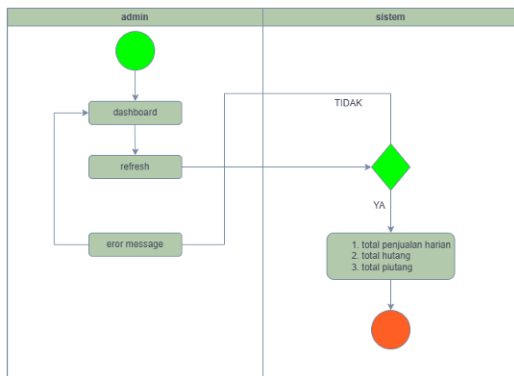 admin
sistem
TIDAK
dashboard
refresh
YA
eror message
1. total penjualan harian
2. total hutang
3. total piutang